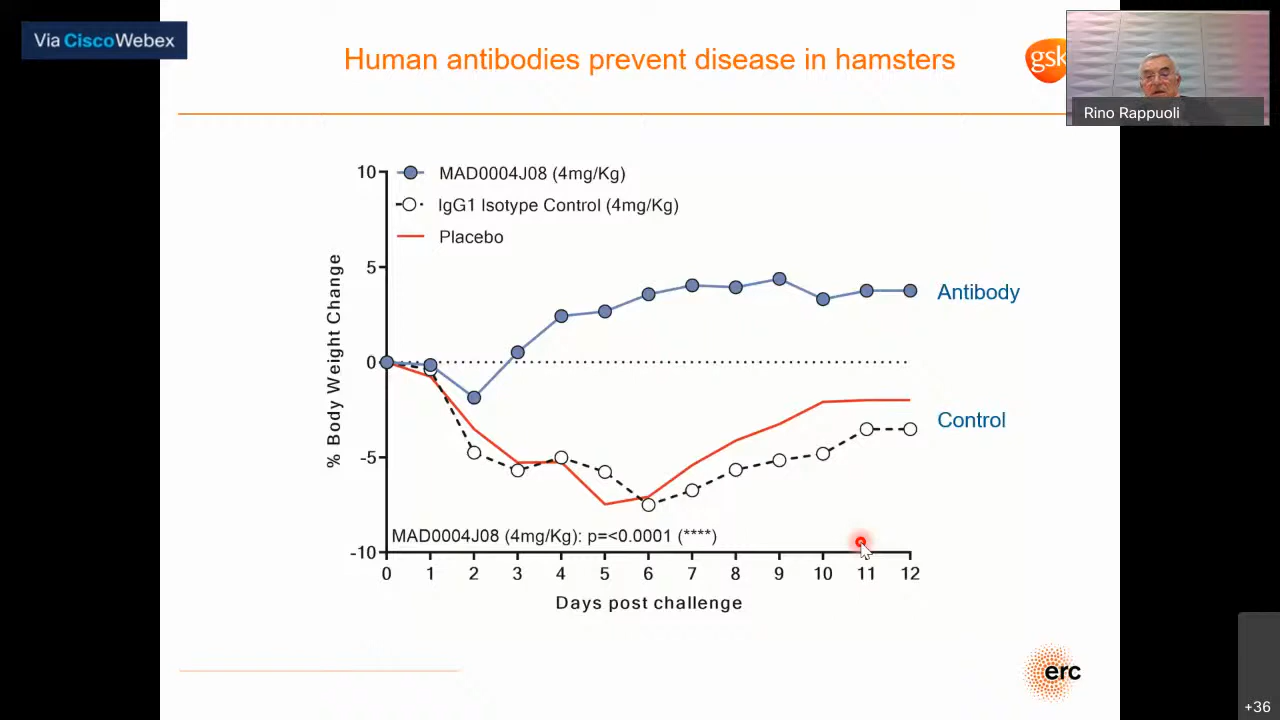 Via Cisco Webex
Human antibodies prevent disease in hamsters
gsk
Rino Rappuoli
10
MAD0004J08 (4mg/Kg)
IgG1 Isotype Control (4mg/Kg)
Placebo
5
% Body Weight Change
Antibody
0
Control
-5
MAD0004J08 (4mg/Kg): p=<0.0001 (****)
-10
0 1 2 3 4 5 6 7 8 9 10 11 12
Days post challenge
erc
+36